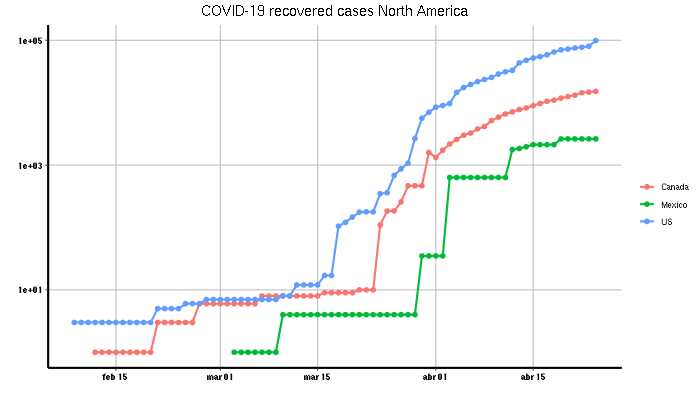 COVID-19 recovered cases North America
1e+05
1e+03
1e+01
feb 15
mar 01
mar 15
abr 01
abr 15
Canada
Mexico
US